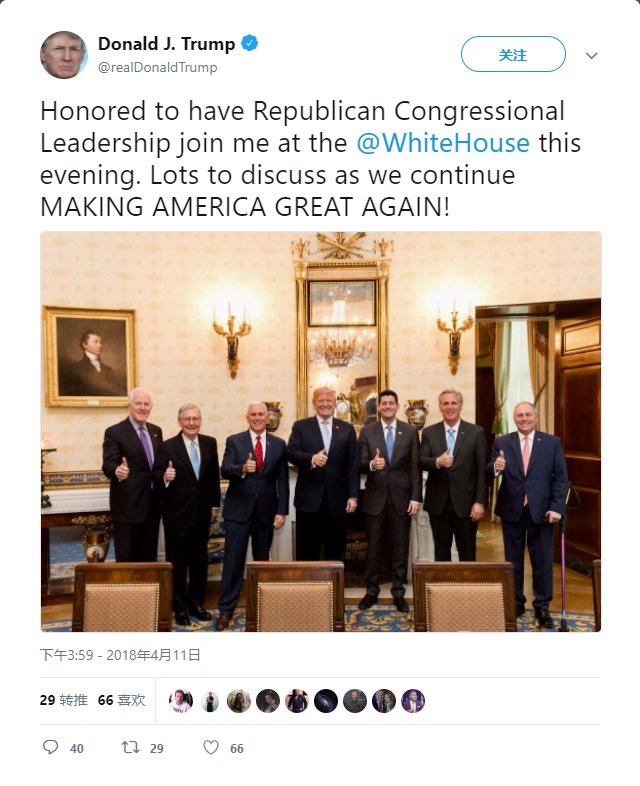 Donald J. Trump
@realDonaldTrump
关注
Honored to have Republican Congressional
Leadership join me at the @WhiteHouse this
evening. Lots to discuss as we continue
MAKING AMERICA GREAT AGAIN!
下午3:59 - 2018年4月11日
29 转推 66 喜欢
40 29 66